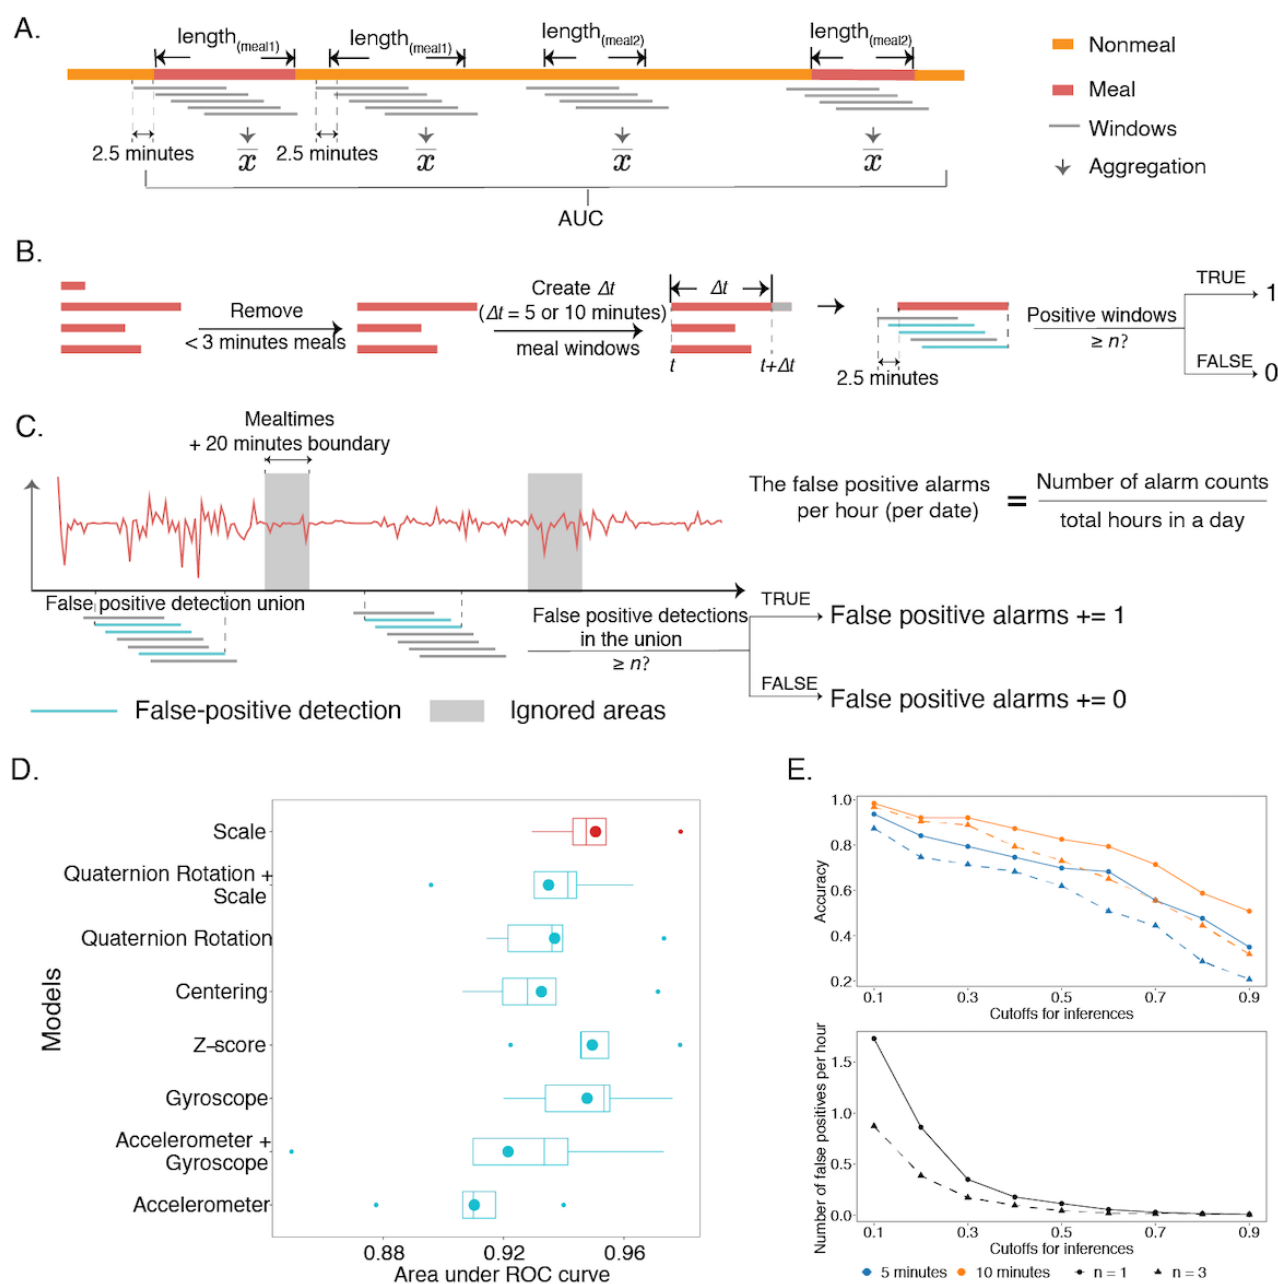 A.
length(meal1)
length(meal1)
length(meal2)
length(meal2)
Nonmeal
Meal
Windows
Aggregation
2.5 minutes
x
2.5 minutes
x
x
x
AUC
B.
Remove
< 3 minutes meals
Create Δt
(Δt = 5 or 10 minutes)
meal windows
Δt
t
t+Δt
2.5 minutes
Positive windows
≥ n?
TRUE
1
FALSE
0
C.
Mealtimes
+ 20 minutes boundary
The false positive alarms
per hour (per date)
=
Number of alarm counts
total hours in a day
False positive detection union
False positive detections
in the union
≥ n?
TRUE
False positive alarms += 1
FALSE
False positive alarms += 0
False-positive detection
Ignored areas
D.
Models
Scale
Quaternion Rotation +
Scale
Quaternion Rotation
Centering
Z-score
Gyroscope
Accelerometer +
Gyroscope
Accelerometer
0.88
0.92
0.96
Area under ROC curve
E.
Accuracy
1.0
0.8
0.6
0.4
0.2
0.1
0.3
0.5
0.7
0.9
Cutoffs for inferences
Number of false positives per hour
1.5
1.0
0.5
0.0
0.1
0.3
0.5
0.7
0.9
Cutoffs for inferences
5 minutes
10 minutes
n = 1
n = 3